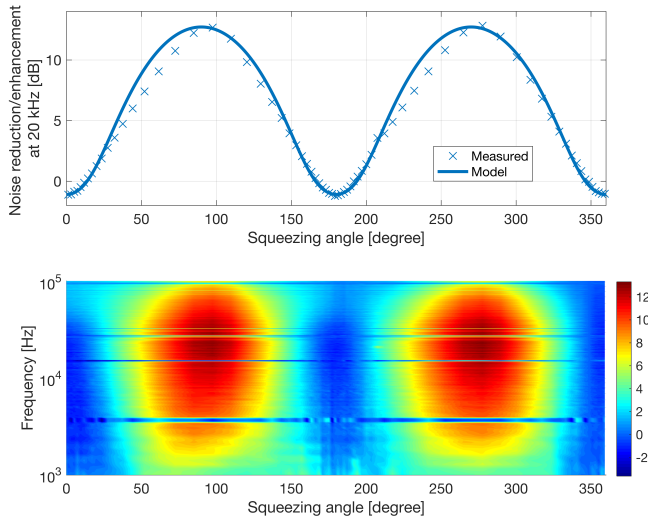 Noise reduction/enhancement
at 20 kHz [dB]
10
5
0
0 50 100 150 200 250 300 350
Squeezing angle [degree]
Measured
Model
Frequency [Hz]
10^5
10^4
10^3
0 50 100 150 200 250 300 350
Squeezing angle [degree]
12
10
8
6
4
2
0
-2